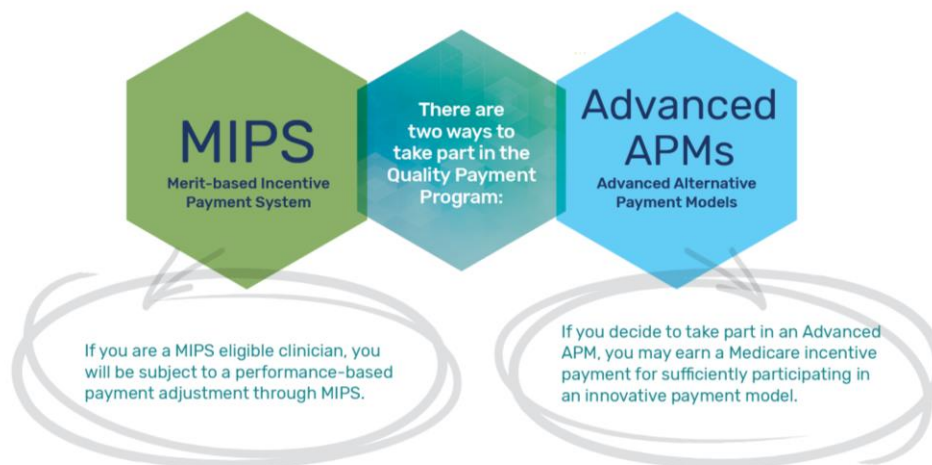 MIPS
Merit-based Incentive
Payment System
There are
two ways to
take part in the
Quality Payment
Program:
Advanced
APMs
Advanced Alternative
Payment Models
If you are a MIPS eligible clinician, you
will be subject to a performance-based
payment adjustment through MIPS.
If you decide to take part in an Advanced
APM, you may earn a Medicare incentive
payment for sufficiently participating in
an innovative payment model.